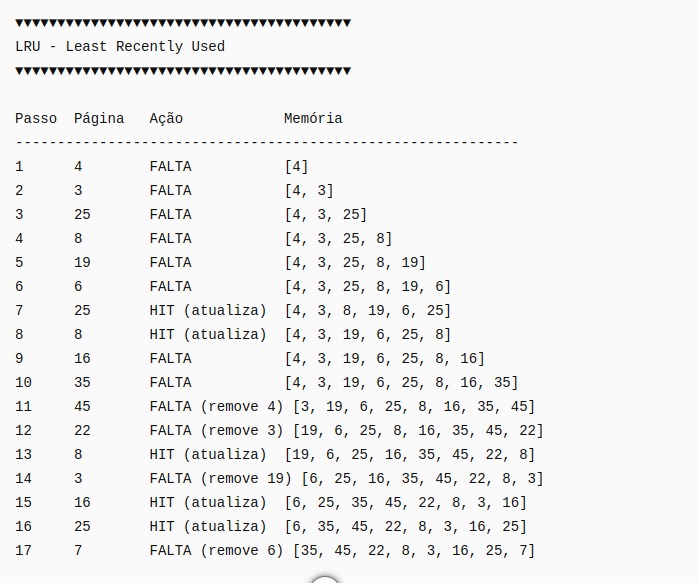 ▼▼▼▼▼▼▼▼▼▼▼▼▼▼▼▼▼▼▼▼▼▼▼▼▼▼▼▼▼▼▼▼▼▼▼▼▼▼▼▼
LRU - Least Recently Used
▼▼▼▼▼▼▼▼▼▼▼▼▼▼▼▼▼▼▼▼▼▼▼▼▼▼▼▼▼▼▼▼▼▼▼▼▼▼▼▼
Passo  Página   Ação            Memória
------------------------------------------------------------
1      4        FALTA           [4]
2      3        FALTA           [4, 3]
3      25       FALTA           [4, 3, 25]
4      8        FALTA           [4, 3, 25, 8]
5      19       FALTA           [4, 3, 25, 8, 19]
6      6        FALTA           [4, 3, 25, 8, 19, 6]
7      25       HIT (atualiza)  [4, 3, 8, 19, 6, 25]
8      8        HIT (atualiza)  [4, 3, 19, 6, 25, 8]
9      16       FALTA           [4, 3, 19, 6, 25, 8, 16]
10     35       FALTA           [4, 3, 19, 6, 25, 8, 16, 35]
11     45       FALTA (remove 4) [3, 19, 6, 25, 8, 16, 35, 45]
12     22       FALTA (remove 3) [19, 6, 25, 8, 16, 35, 45, 22]
13     8        HIT (atualiza)  [19, 6, 25, 16, 35, 45, 22, 8]
14     3        FALTA (remove 19) [6, 25, 16, 35, 45, 22, 8, 3]
15     16       HIT (atualiza)  [6, 25, 35, 45, 22, 8, 3, 16]
16     25       HIT (atualiza)  [6, 35, 45, 22, 8, 3, 16, 25]
17     7        FALTA (remove 6) [35, 45, 22, 8, 3, 16, 25, 7]